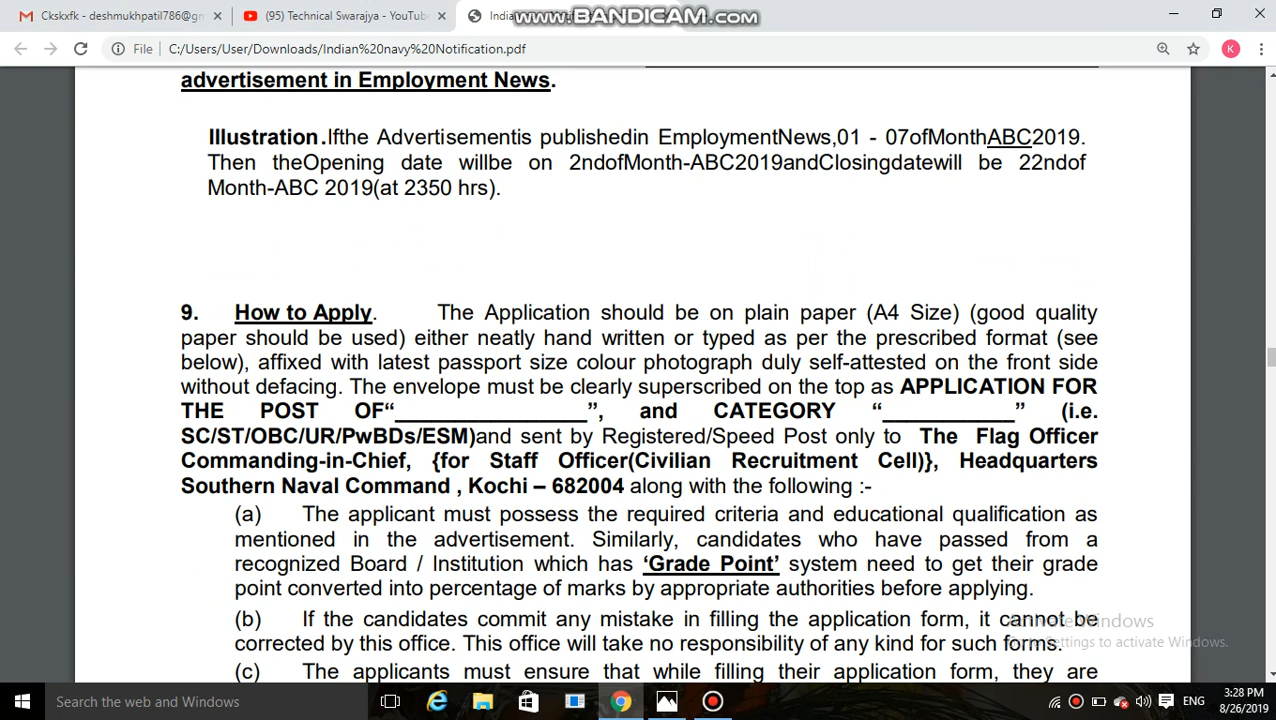 Ckskxfk - deshmukhpatil786@gm
(95) Technical Swarajya - YouTube
India
www.BANDICAM.com
File
C:/Users/User/Downloads/Indian%20navy%20Notification.pdf
K
advertisement in Employment News.
Illustration.Ifthe Advertisementis publishedin EmploymentNews,01 - 07ofMonthABC2019.
Then theOpening date willbe on 2ndofMonth-ABC2019andClosingdatewill be 22ndof
Month-ABC 2019(at 2350 hrs).
9. How to Apply. The Application should be on plain paper (A4 Size) (good quality
paper should be used) either neatly hand written or typed as per the prescribed format (see
below), affixed with latest passport size colour photograph duly self-attested on the front side
without defacing. The envelope must be clearly superscribed on the top as APPLICATION FOR
THE POST OF“________________”, and CATEGORY “___________” (i.e.
SC/ST/OBC/UR/PwBDs/ESM)and sent by Registered/Speed Post only to The Flag Officer
Commanding-in-Chief, {for Staff Officer(Civilian Recruitment Cell)}, Headquarters
Southern Naval Command , Kochi – 682004 along with the following :-
(a) The applicant must possess the required criteria and educational qualification as
mentioned in the advertisement. Similarly, candidates who have passed from a
recognized Board / Institution which has ‘Grade Point’ system need to get their grade
point converted into percentage of marks by appropriate authorities before applying.
(b) If the candidates commit any mistake in filling the application form, it cannot be
corrected by this office. This office will take no responsibility of any kind for such forms.
(c) The applicants must ensure that while filling their application form, they are
Activate Windows
Go to Settings to activate Windows.
Search the web and Windows
ENG
3:28 PM
8/26/2019